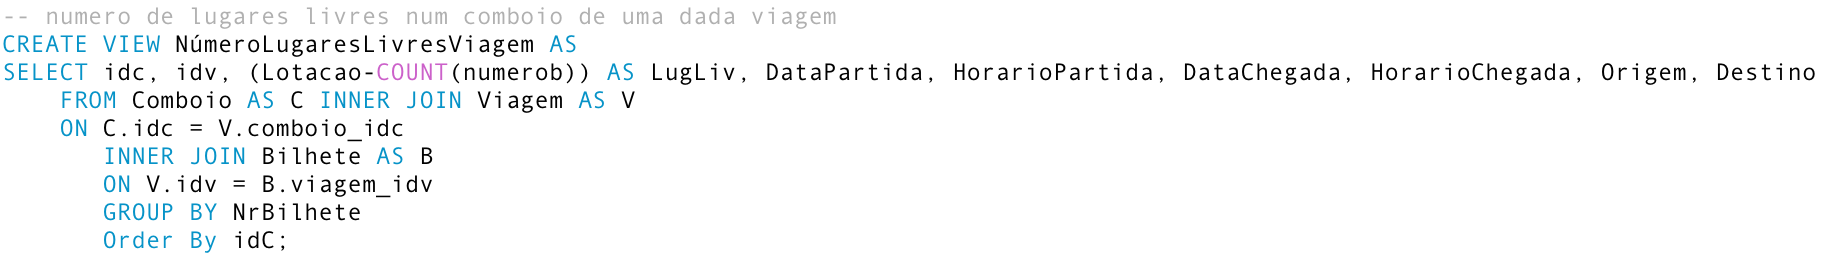 -- numero de lugares livres num comboio de uma dada viagem
CREATE VIEW NúmeroLugaresLivresViagem AS
SELECT idc, idv, (Lotacao-COUNT(numerob)) AS LugLiv, DataPartida, HorarioPartida, DataChegada, HorarioChegada, Origem, Destino
    FROM Comboio AS C INNER JOIN Viagem AS V
    ON C.idc = V.comboio_idc
       INNER JOIN Bilhete AS B
       ON V.idv = B.viagem_idv
       GROUP BY NrBilhete
       Order By idC;